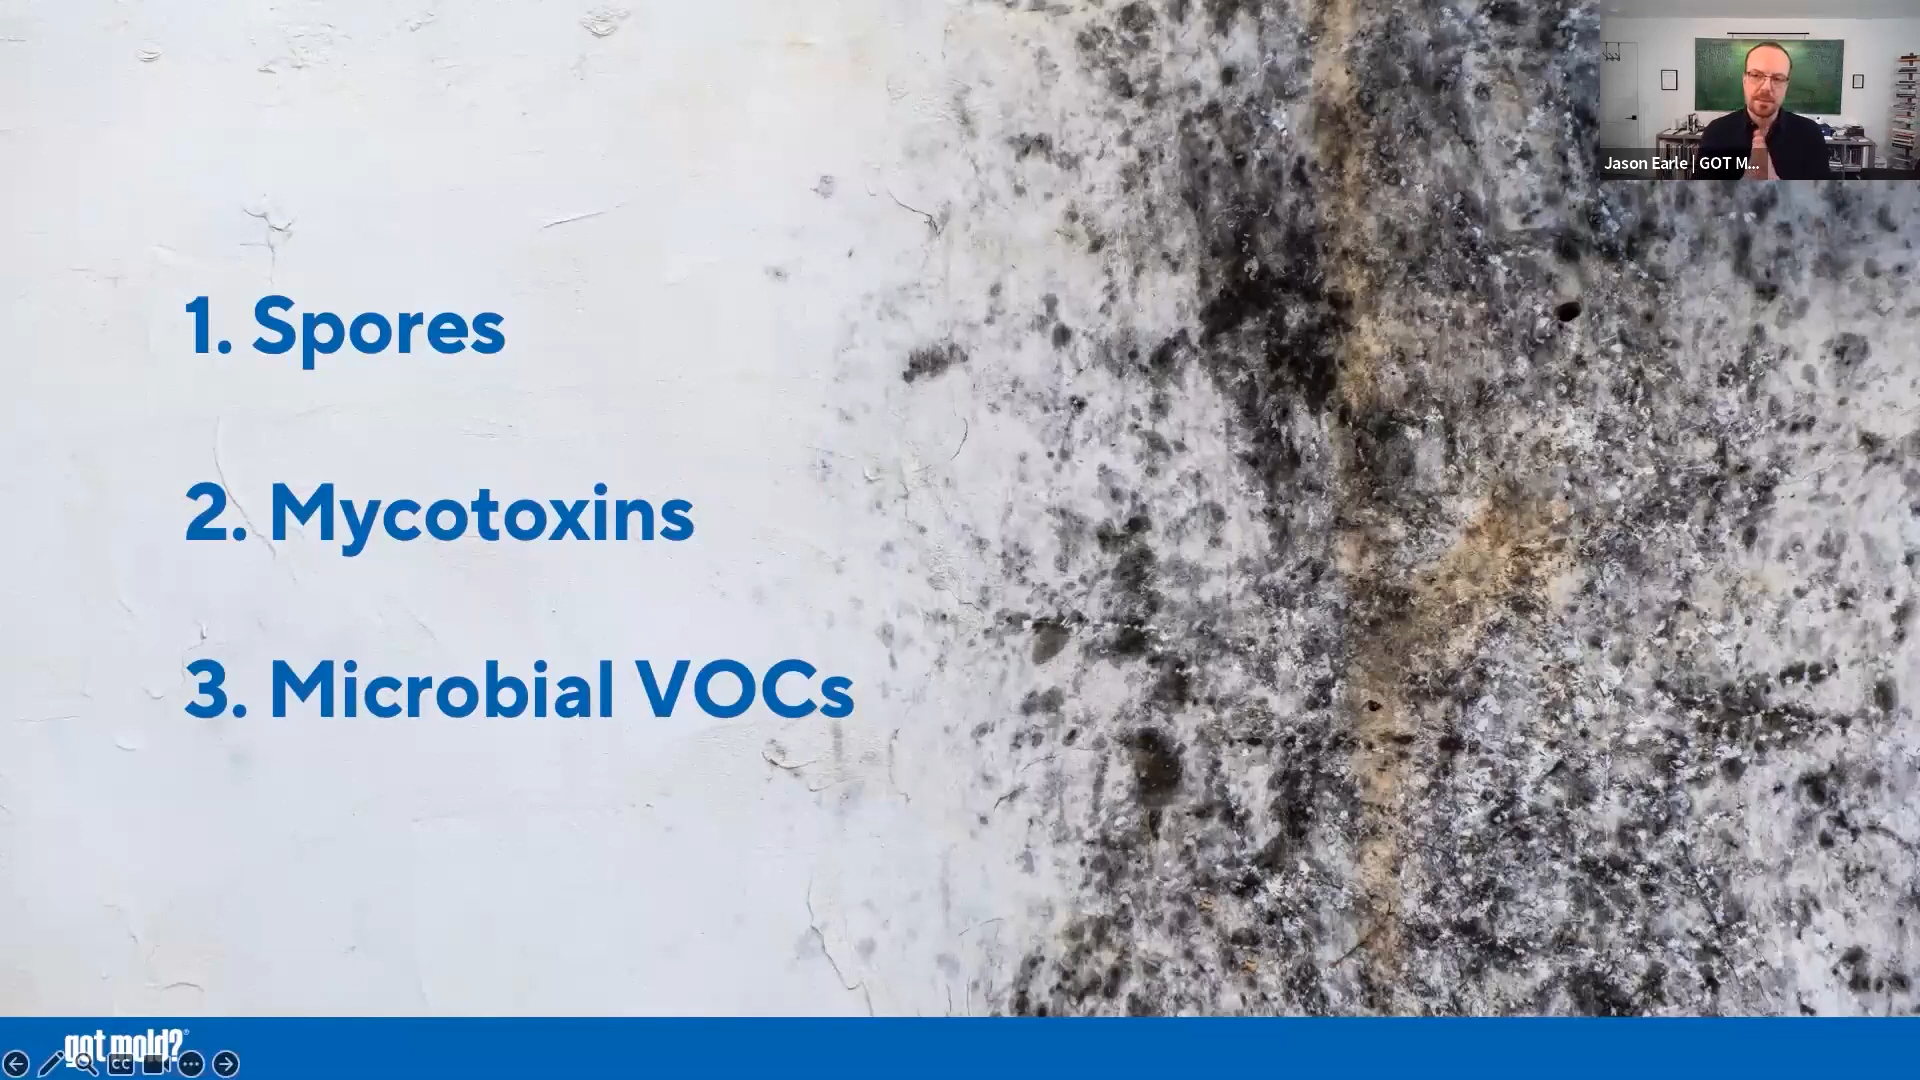 Jason Earle | GOT M...
1. Spores
2. Mycotoxins
3. Microbial VOCs
got mold?®
CC